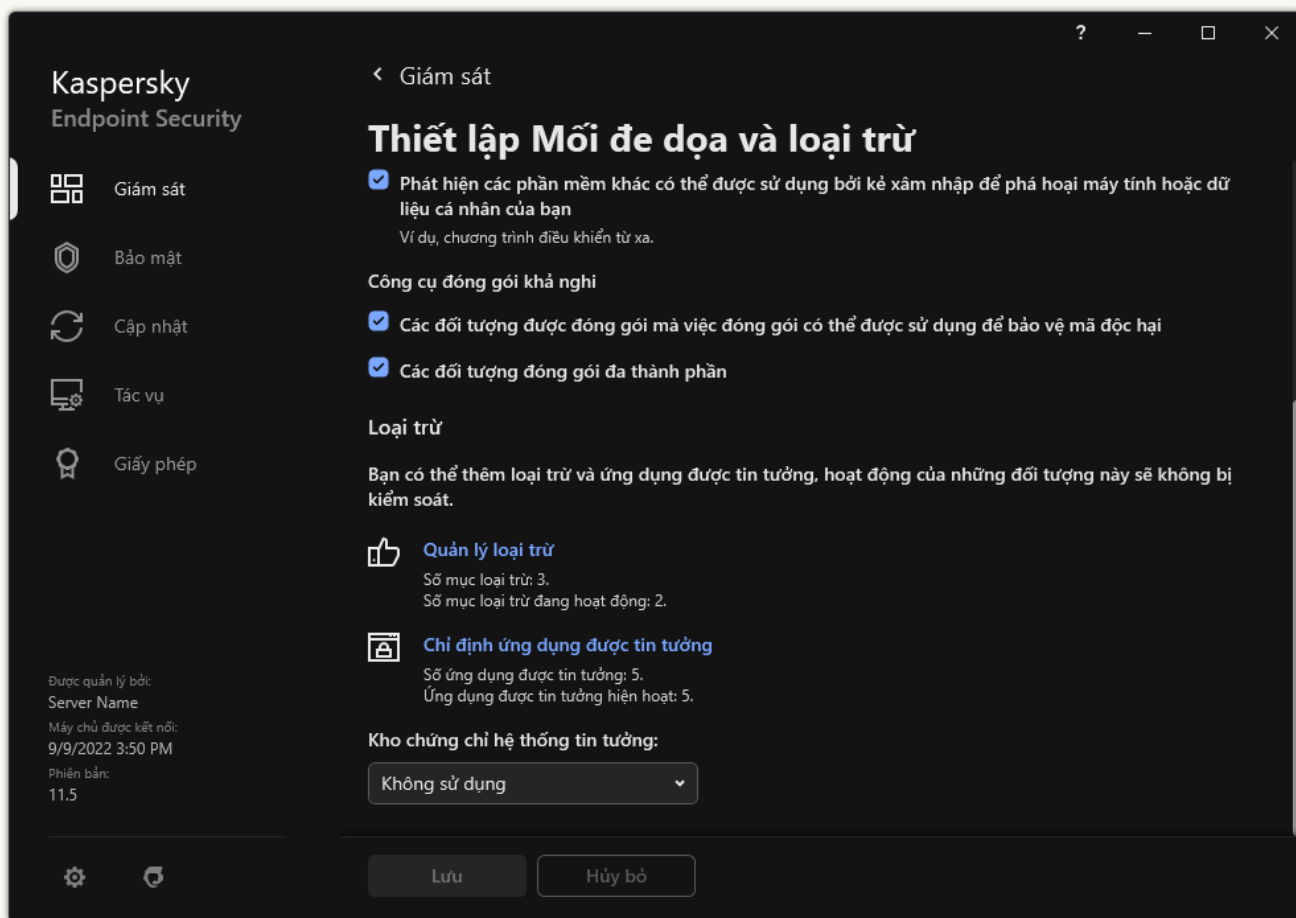 ?
Kaspersky
Endpoint Security
Giám sát
Bảo mật
Cập nhật
Tác vụ
Giấy phép
Được quản lý bởi:
Server Name
Máy chủ được kết nối:
9/9/2022 3:50 PM
Phiên bản:
11.5
Giám sát
Thiết lập Mối đe dọa và loại trừ
Phát hiện các phần mềm khác có thể được sử dụng bởi kẻ xâm nhập để phá hoại máy tính hoặc dữ
liệu cá nhân của bạn
Ví dụ, chương trình điều khiển từ xa.
Công cụ đóng gói khả nghi
Các đối tượng được đóng gói mà việc đóng gói có thể được sử dụng để bảo vệ mã độc hại
Các đối tượng đóng gói đa thành phần
Loại trừ
Bạn có thể thêm loại trừ và ứng dụng được tin tưởng, hoạt động của những đối tượng này sẽ không bị
kiểm soát.
Quản lý loại trừ
Số mục loại trừ: 3.
Số mục loại trừ đang hoạt động: 2.
Chỉ định ứng dụng được tin tưởng
Số ứng dụng được tin tưởng: 5.
Ứng dụng được tin tưởng hiện hoạt: 5.
Kho chứng chỉ hệ thống tin tưởng:
Không sử dụng
Lưu
Hủy bỏ